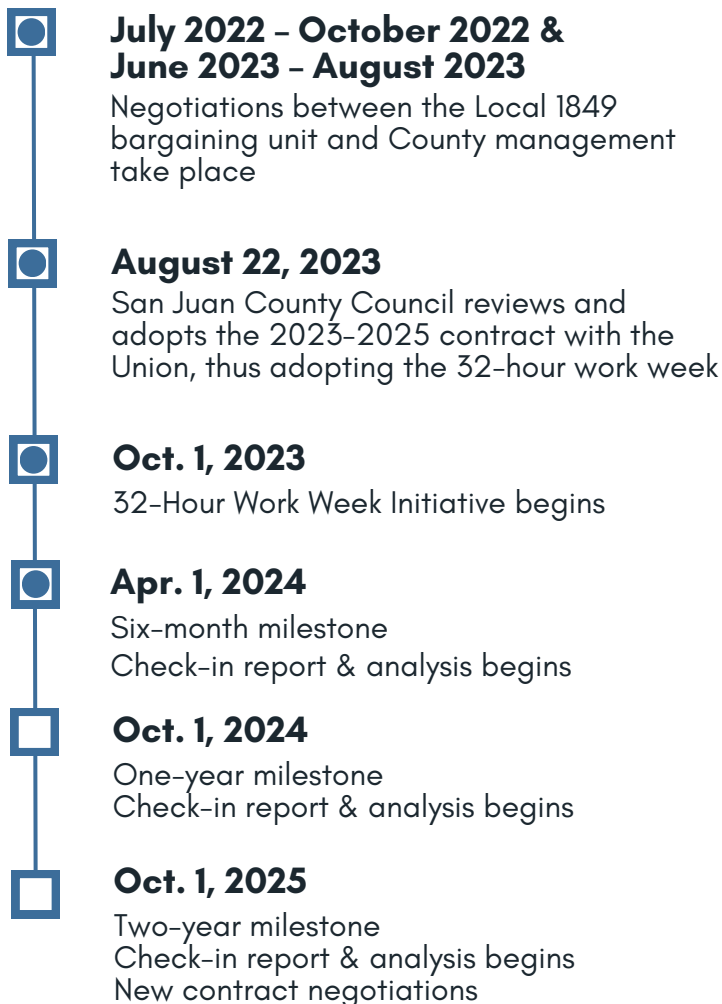 July 2022 – October 2022 &
June 2023 – August 2023
Negotiations between the Local 1849
bargaining unit and County management
take place
August 22, 2023
San Juan County Council reviews and
adopts the 2023-2025 contract with the
Union, thus adopting the 32-hour work week
Oct. 1, 2023
32-Hour Work Week Initiative begins
Apr. 1, 2024
Six-month milestone
Check-in report & analysis begins
Oct. 1, 2024
One-year milestone
Check-in report & analysis begins
Oct. 1, 2025
Two-year milestone
Check-in report & analysis begins
New contract negotiations